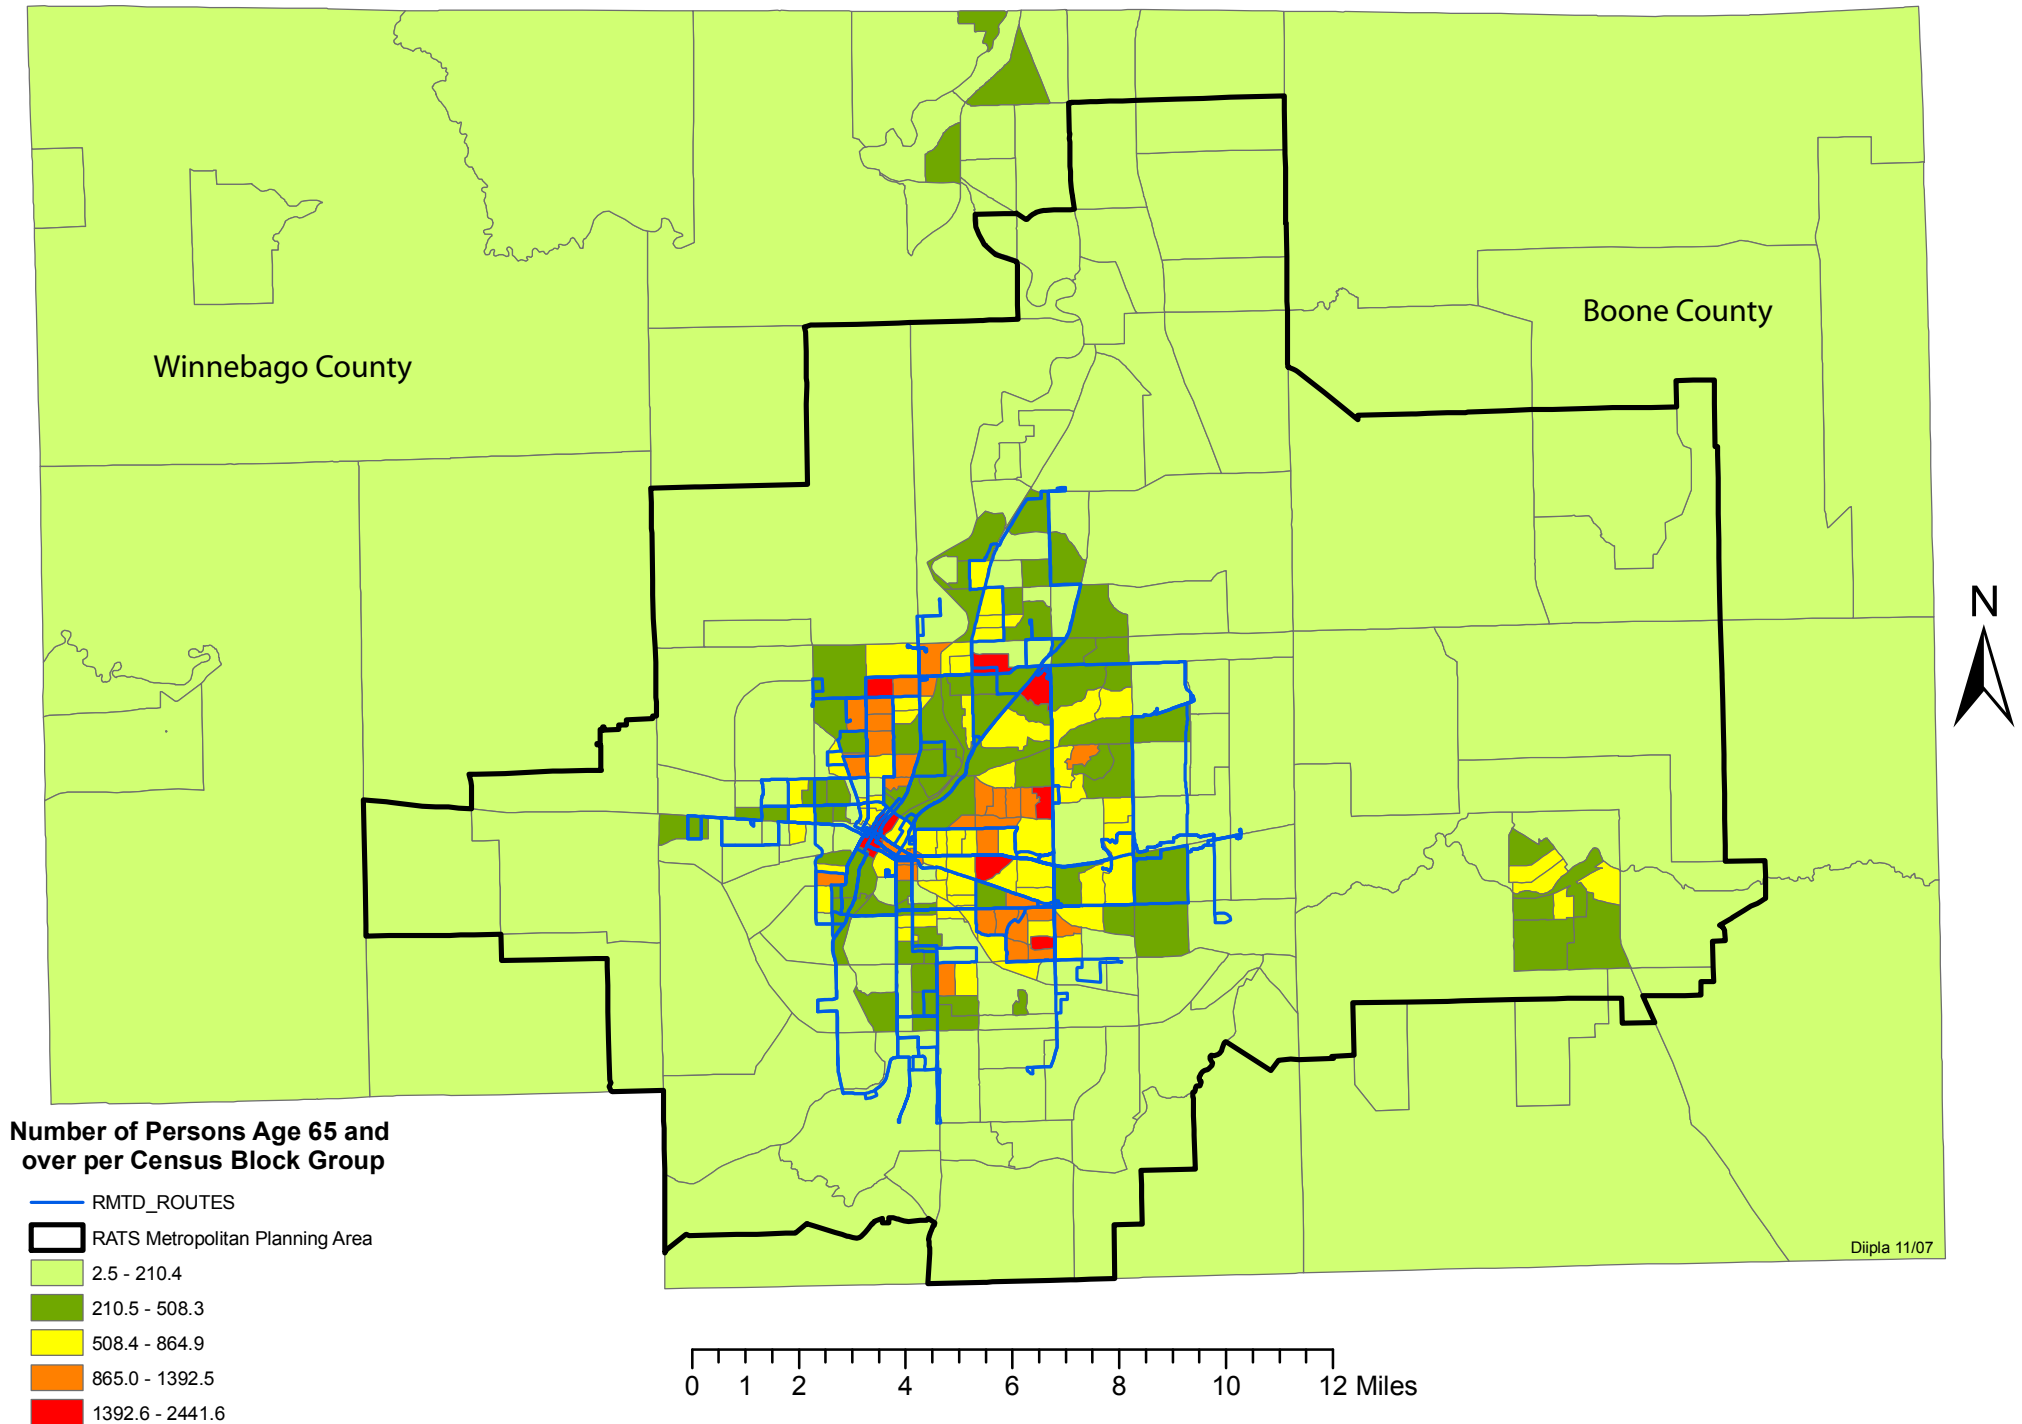 Winnebago County
Boone County
N
Number of Persons Age 65 and
over per Census Block Group
RMTD_ROUTES
RATS Metropolitan Planning Area
2.5 - 210.4
210.5 - 508.3
508.4 - 864.9
865.0 - 1392.5
1392.6 - 2441.6
Diipla 11/07
0 1 2 4 6 8 10 12 Miles